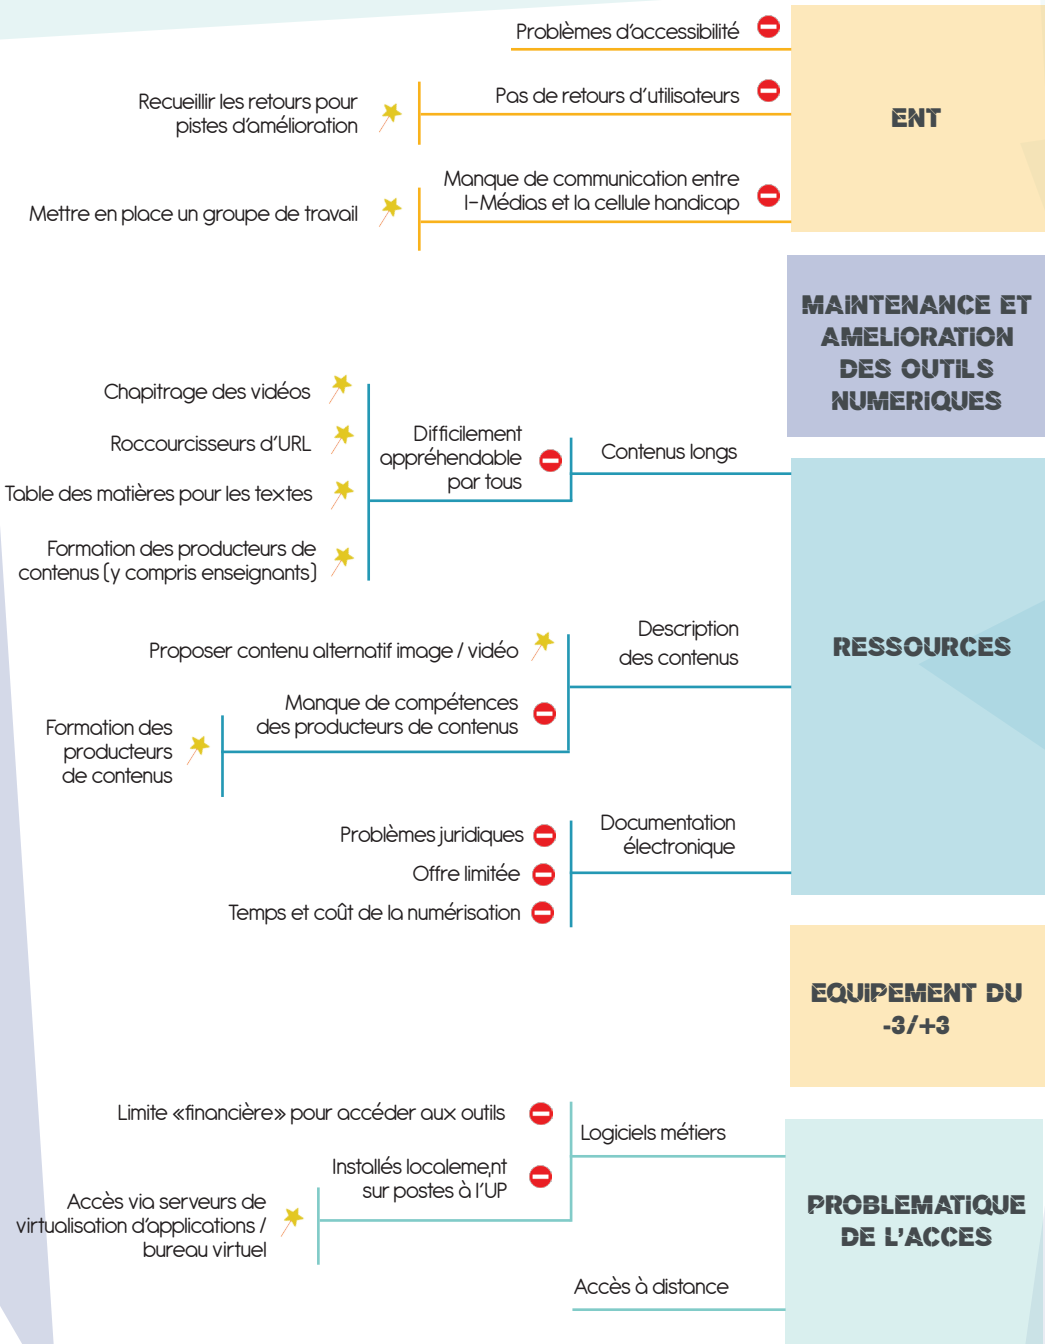 Problèmes d'accessibilité
Recueillir les retours pour
pistes d'amélioration
Pas de retours d'utilisateurs
ENT
Mettre en place un groupe de travail
Manque de communication entre
I-Médias et la cellule handicap
MAINTENANCE ET
AMELIORATION
DES OUTILS
NUMERIQUES
Chapitrage des vidéos
Roccourcisseurs d'URL
Table des matières pour les textes
Formation des producteurs de
contenus (y compris enseignants)
Difficilement
appréhendable
par tous
Contenus longs
RESSOURCES
Proposer contenu alternatif image / vidéo
Description
des contenus
Formation des
producteurs
de contenus
Manque de compétences
des producteurs de contenus
Problèmes juridiques
Offre limitée
Temps et coût de la numérisation
Documentation
électronique
EQUIPEMENT DU
-3/+3
Limite «financière» pour accéder aux outils
Logiciels métiers
Installés localeme,nt
sur postes à l'UP
Accès via serveurs de
virtualisation d'applications /
bureau virtuel
PROBLEMATIQUE
DE L'ACCES
Accès à distance